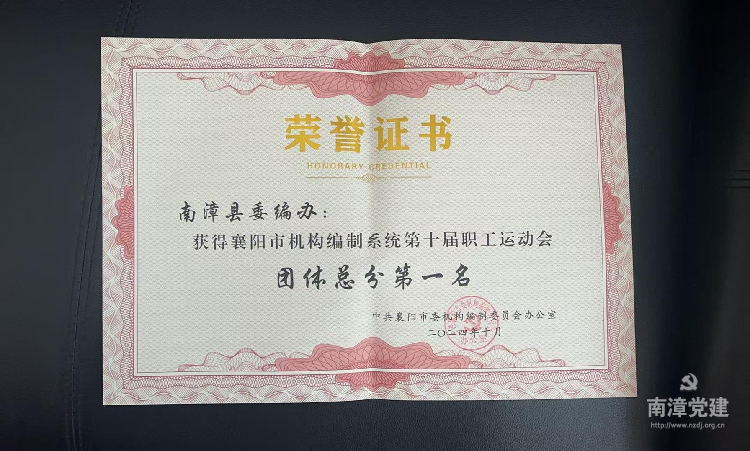 荣誉证书
HONORARY CREDENTIAL
南漳县委编办：
获得襄阳市机构编制系统第十届职工运动会
团体总分第一名
中共襄阳市委机构编制委员会办公室
二〇二四年十月
南漳党建
http://www.nzdj.org.cn